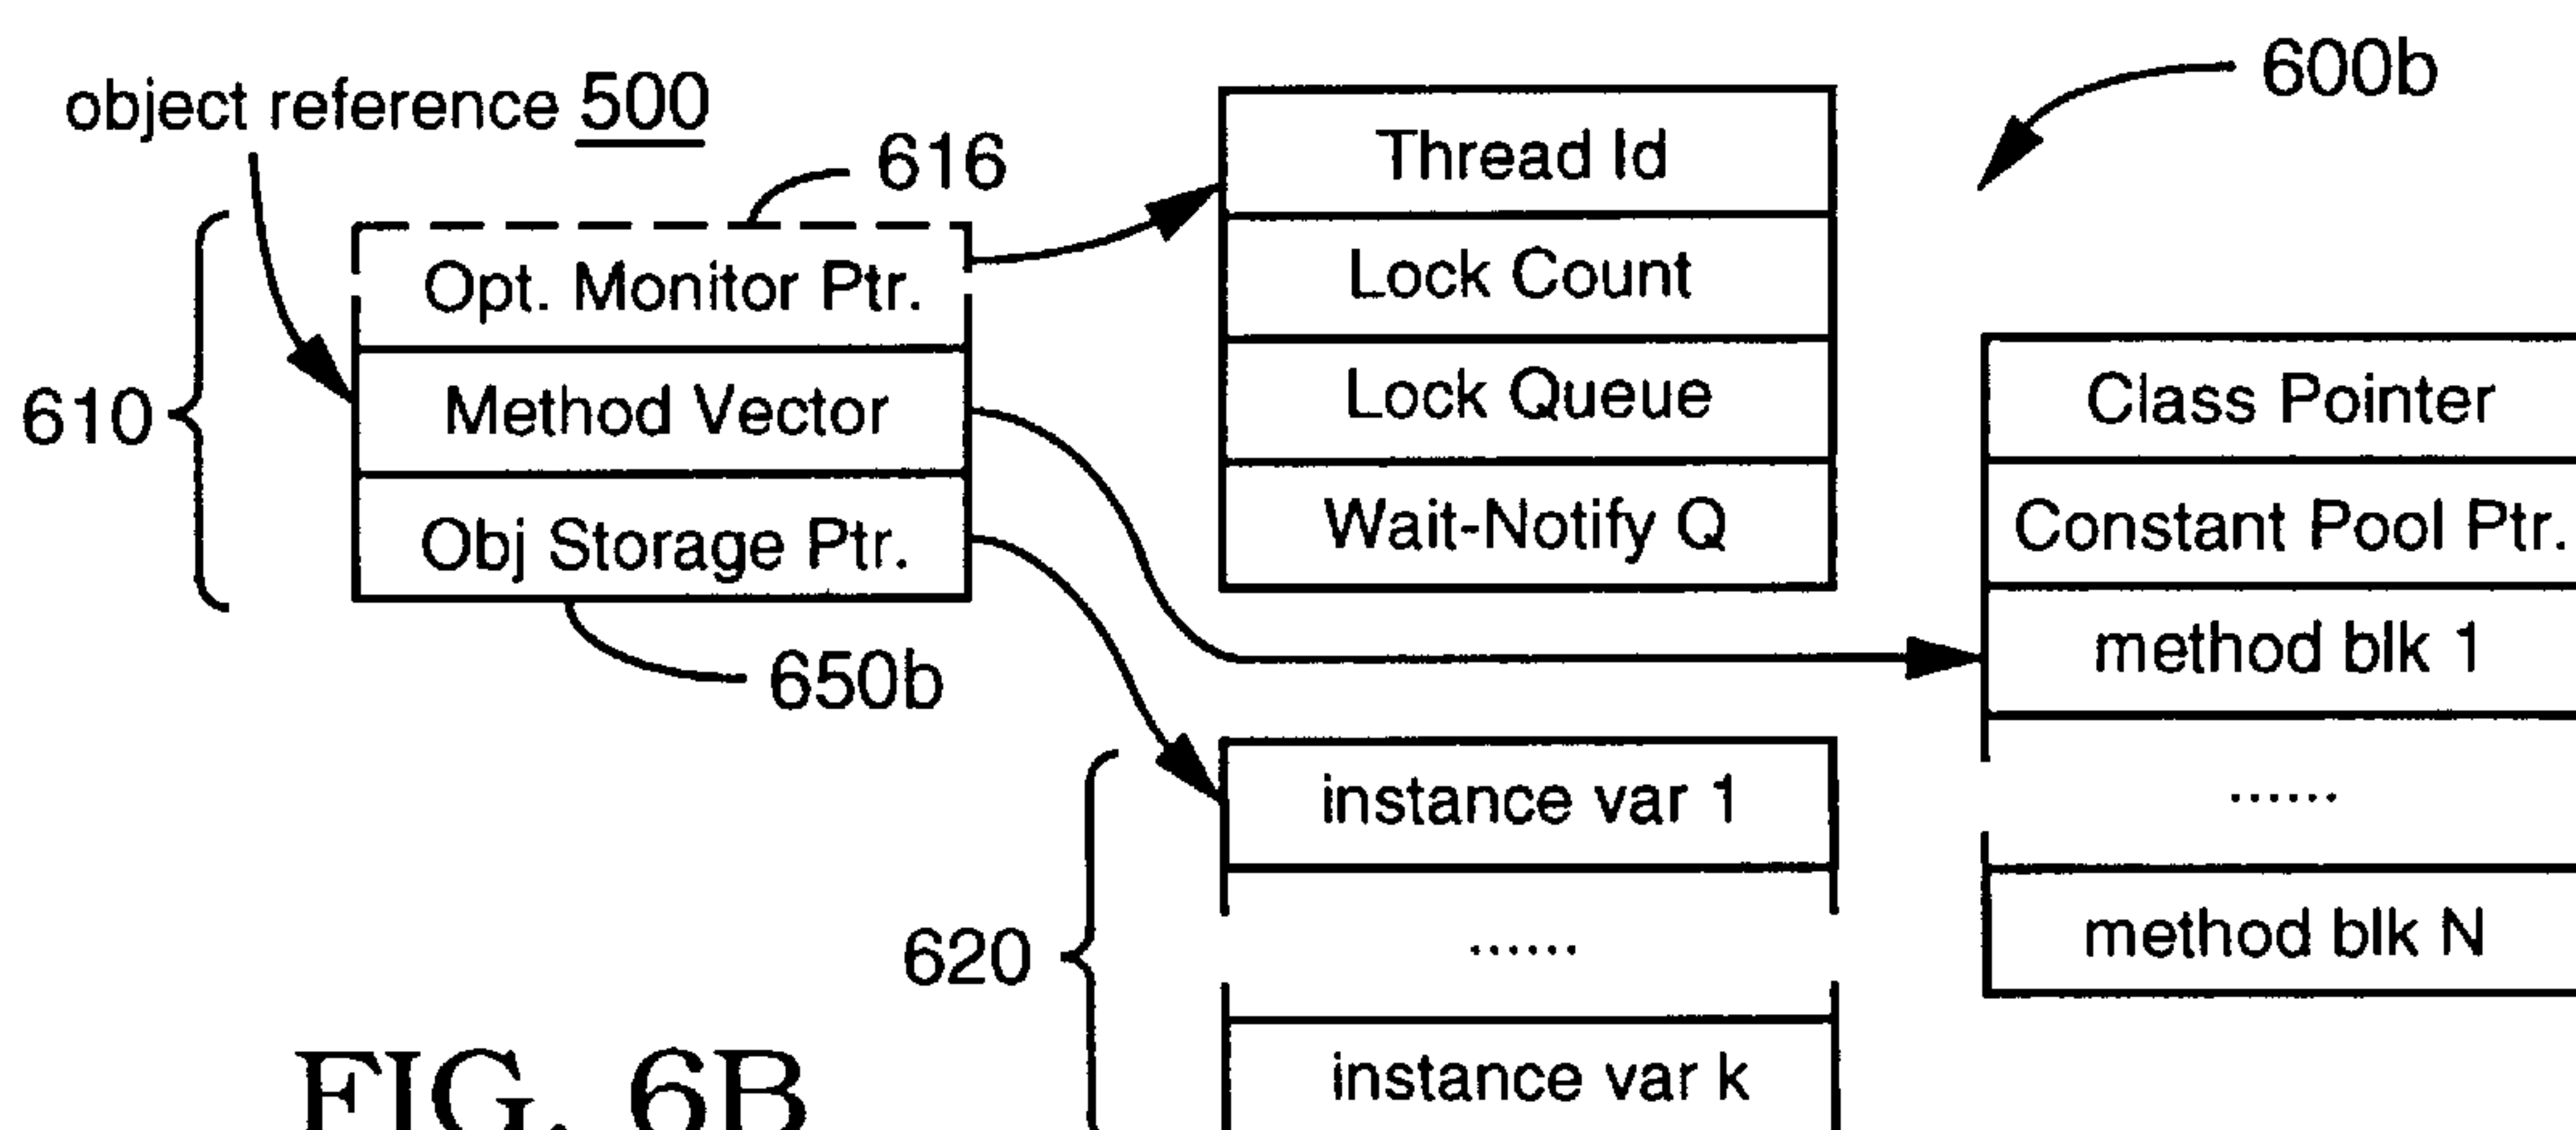 object reference 500
616
600b
610
Opt. Monitor Ptr.
Method Vector
Obj Storage Ptr.
650b
Thread Id
Lock Count
Lock Queue
Wait-Notify Q
Class Pointer
Constant Pool Ptr.
method blk 1
......
method blk N
620
instance var 1
......
instance var k
FIG. 6B